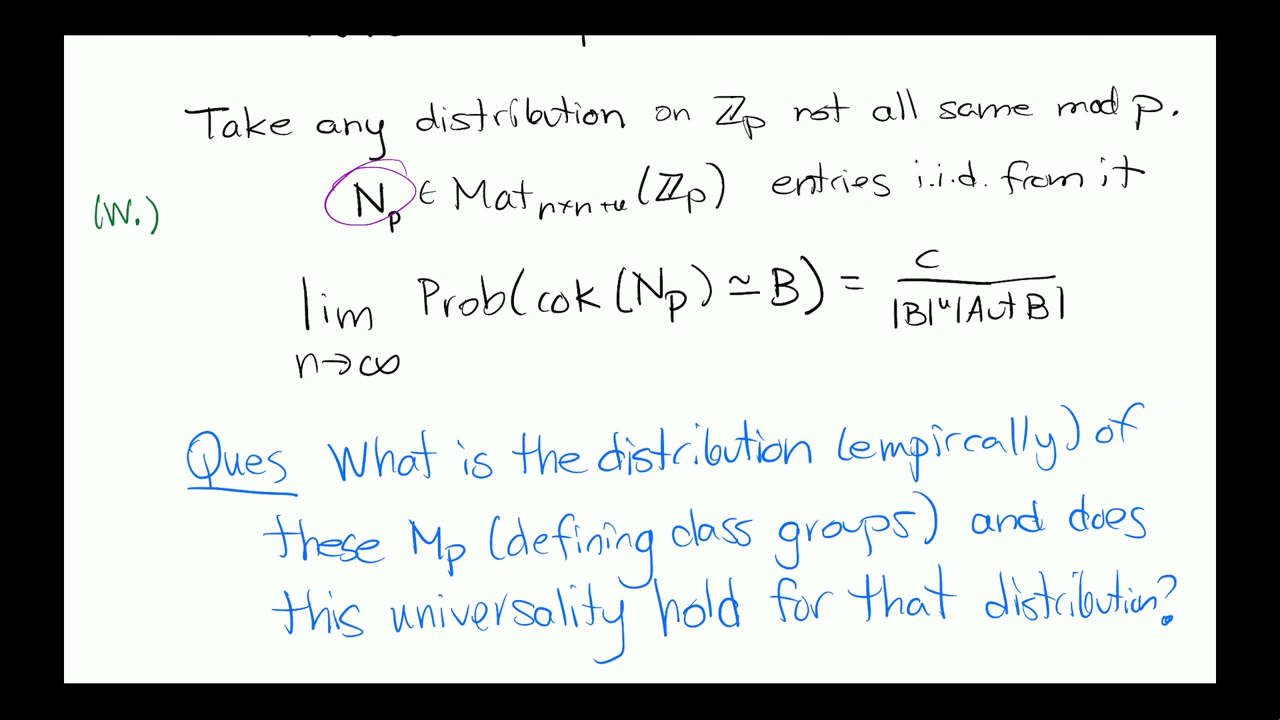 Take any distribution on ℤₚ not all same mod p.
(W.) Nₚ ∈ Mat_{n×n+u}(ℤₚ) entries i.i.d. from it
lim_{n→∞} Prob(cok(Nₚ) ≃ B) = c / |B|^u |Aut B|
Ques What is the distribution (empircally) of
these Mₚ (defining class groups) and does
this universality hold for that distribution?